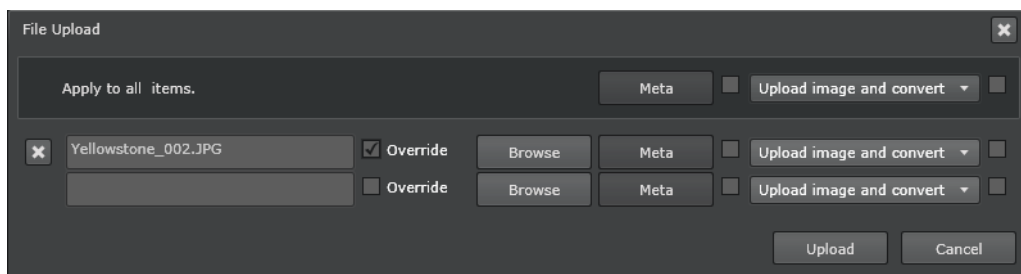 File Upload
Apply to all items. Meta Upload image and convert
Yellowstone_002.JPG Override Browse Meta Upload image and convert
Override Browse Meta Upload image and convert
Upload Cancel